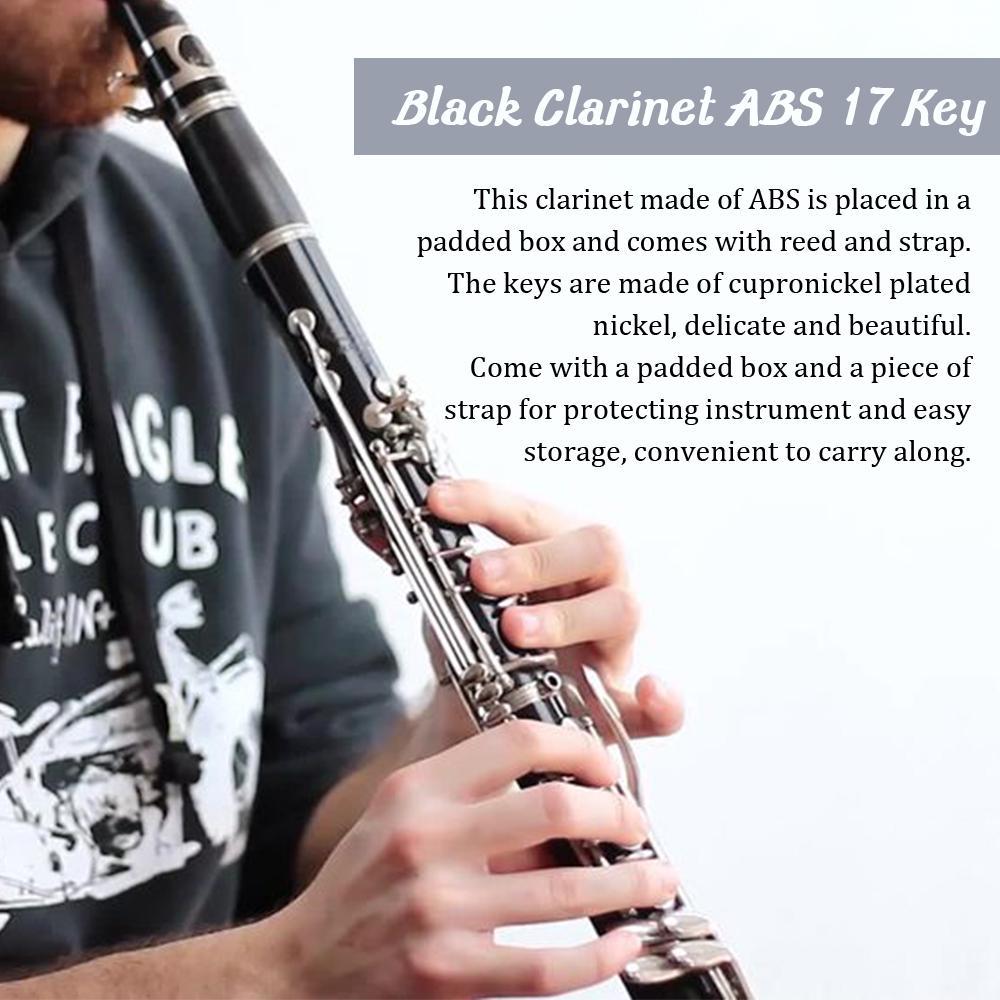 Black Clarinet ABS 17 Key
This clarinet made of ABS is placed in a
padded box and comes with reed and strap.
The keys are made of cupronickel plated
nickel, delicate and beautiful.
Come with a padded box and a piece of
strap for protecting instrument and easy
storage, convenient to carry along.
UB